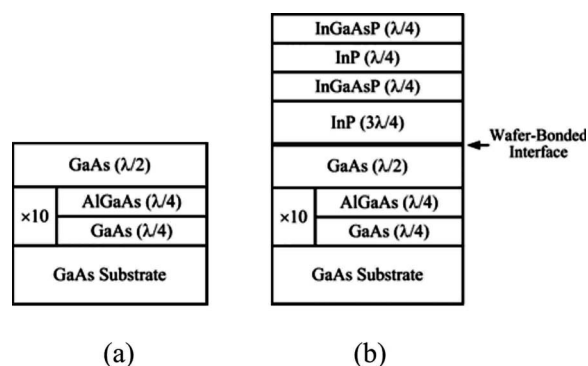 GaAs (λ/2)
×10
AlGaAs (λ/4)
GaAs (λ/4)
GaAs Substrate
(a)
InGaAsP (λ/4)
InP (λ/4)
InGaAsP (λ/4)
InP (3λ/4)
Wafer-Bonded
Interface
GaAs (λ/2)
×10
AlGaAs (λ/4)
GaAs (λ/4)
GaAs Substrate
(b)